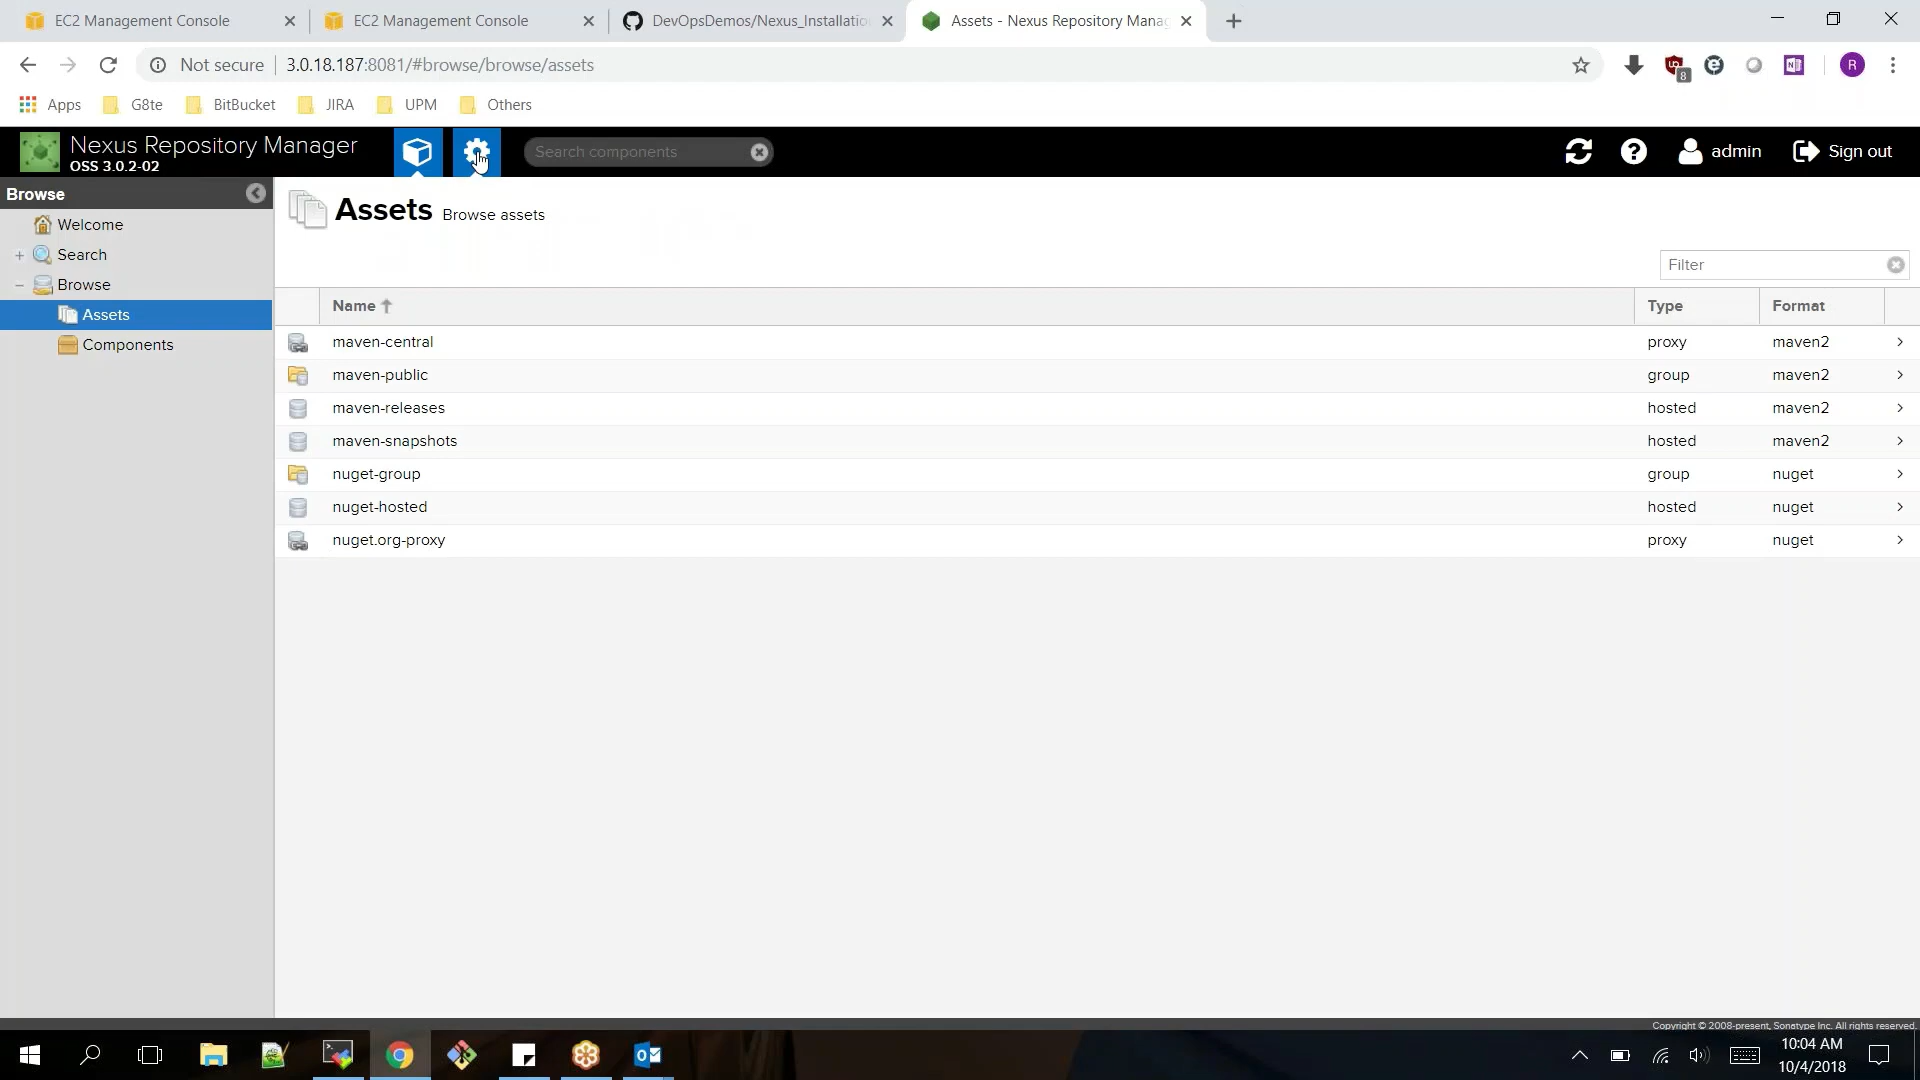 EC2 Management Console
EC2 Management Console
DevOpsDemos/Nexus_Installatio
Assets - Nexus Repository Manag
Not secure
3.0.18.187:8081/#browse/browse/assets
8
R
Apps
G8te
BitBucket
JIRA
UPM
Others
Nexus Repository Manager
OSS 3.0.2-02
Search components
admin
Sign out
Browse
Welcome
Search
Browse
Assets
Components
Assets Browse assets
Filter
Name Type Format
maven-central proxy maven2
maven-public group maven2
maven-releases hosted maven2
maven-snapshots hosted maven2
nuget-group group nuget
nuget-hosted hosted nuget
nuget.org-proxy proxy nuget
Copyright © 2008-present, Sonatype Inc. All rights reserved.
10:04 AM
10/4/2018